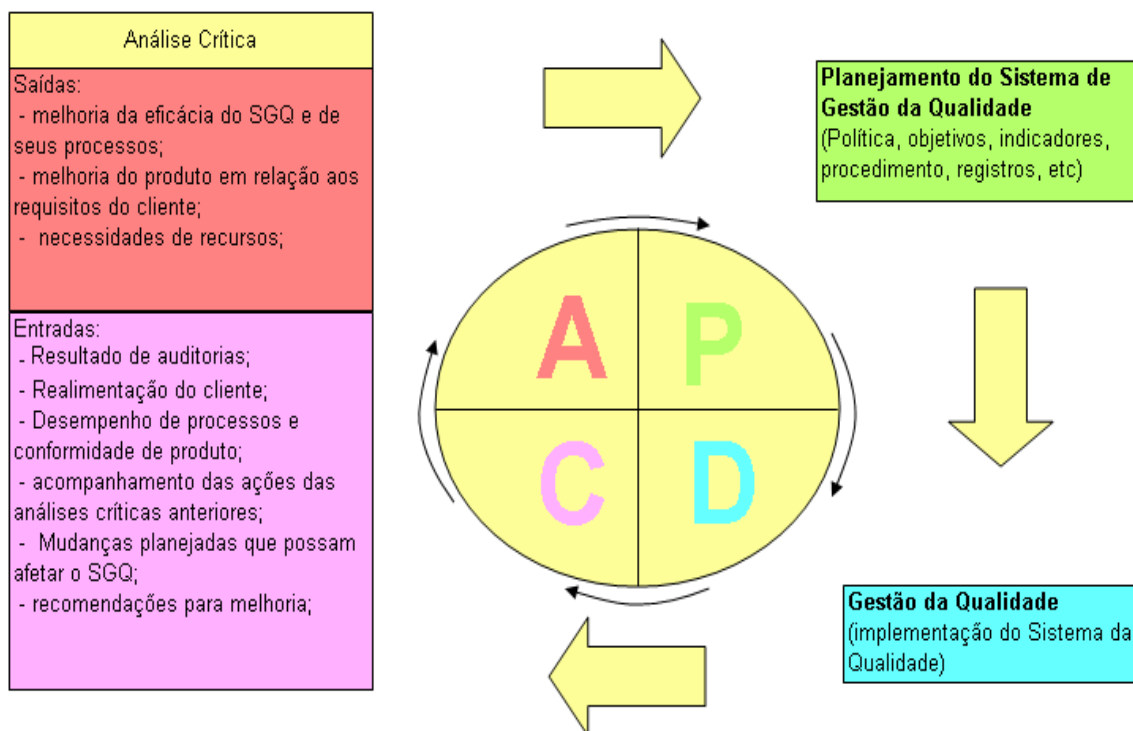 Análise Crítica
Saídas:
- melhoria da eficácia do SGQ e de
seus processos;
- melhoria do produto em relação aos
requisitos do cliente;
- necessidades de recursos;
Entradas:
- Resultado de auditorias;
- Realimentação do cliente;
- Desempenho de processos e
conformidade de produto;
- acompanhamento das ações das
análises críticas anteriores;
- Mudanças planejadas que possam
afetar o SGQ;
- recomendações para melhoria;
A
P
C
D
Planejamento do Sistema de
Gestão da Qualidade
(Política, objetivos, indicadores,
procedimento, registros, etc)
Gestão da Qualidade
(implementação do Sistema da
Qualidade)